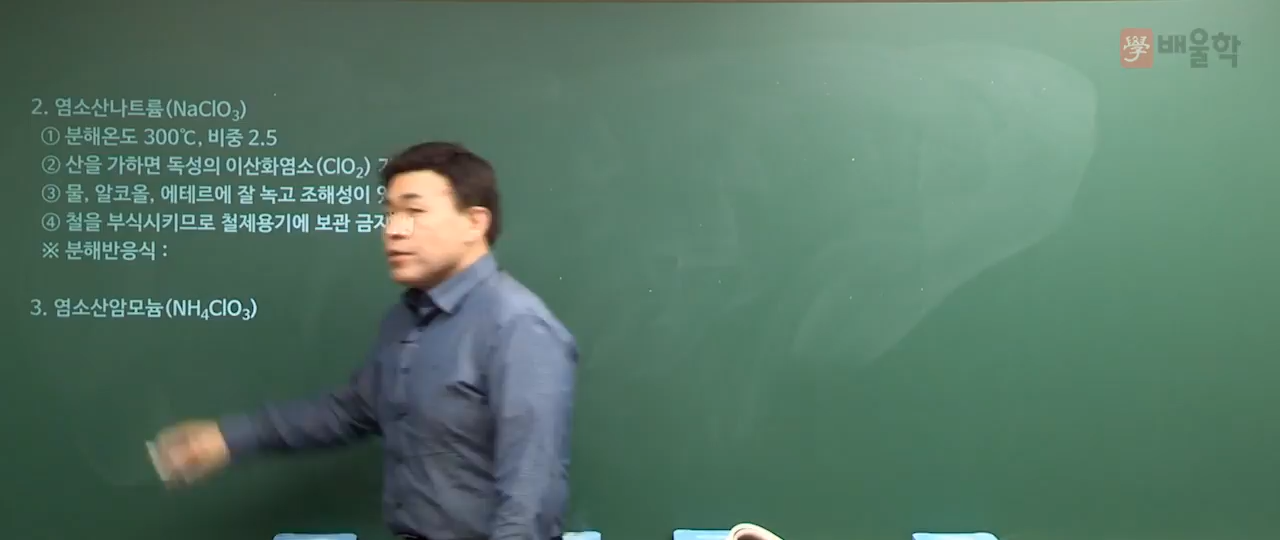 學 배울학
2. 염소산나트륨(NaClO₃)
① 분해온도 300℃, 비중 2.5
② 산을 가하면 독성의 이산화염소(ClO₂)
③ 물, 알코올, 에테르에 잘 녹고 조해성이
④ 철을 부식시키므로 철제용기에 보관
※ 분해반응식 :
3. 염소산암모늄(NH₄ClO₃)